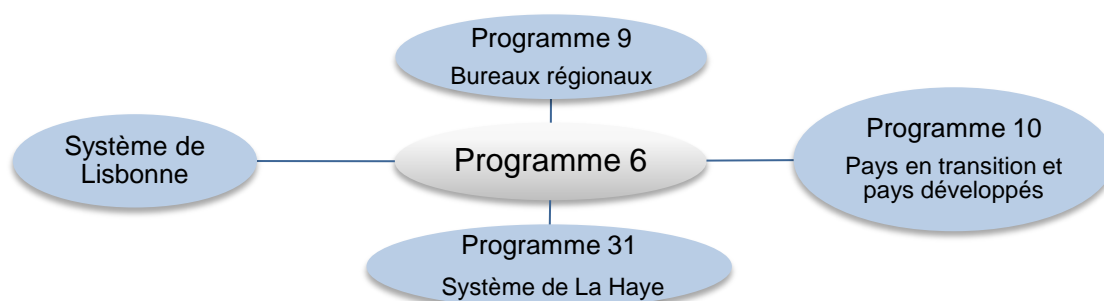 Programme 9
Bureaux régionaux
Système de
Lisbonne
Programme 6
Programme 10
Pays en transition et
pays développés
Programme 31
Système de La Haye